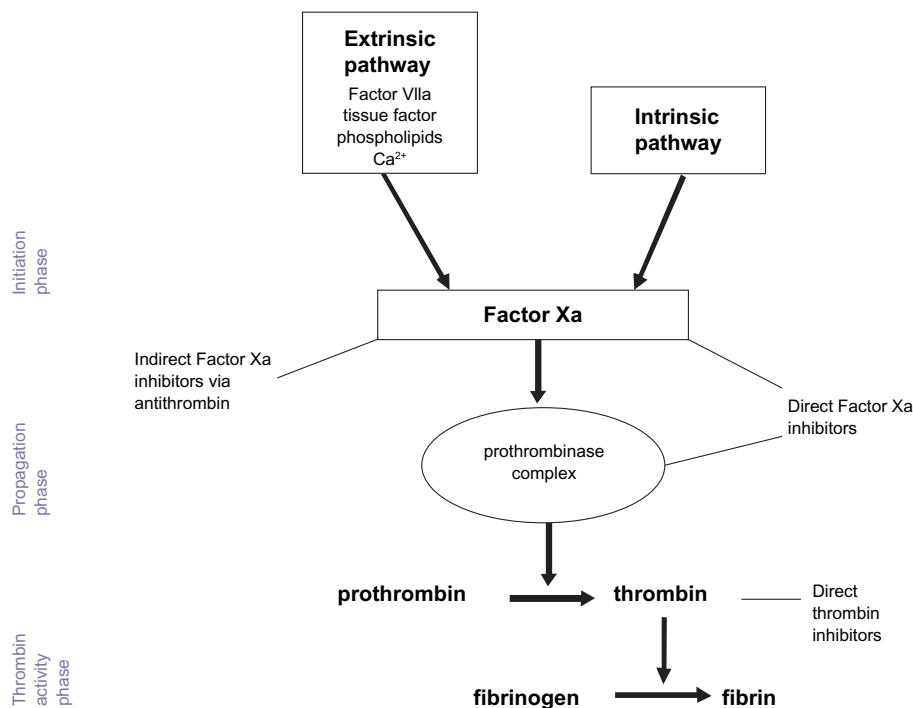 Extrinsic
pathway
Factor VIIa
tissue factor
phospholipids
Ca²⁺
Intrinsic
pathway
Initiation
phase
Factor Xa
Indirect Factor Xa
inhibitors via
antithrombin
Direct Factor Xa
inhibitors
Propagation
phase
prothrombinase
complex
prothrombin
thrombin
Direct
thrombin
inhibitors
Thrombin
activity
phase
fibrinogen
fibrin